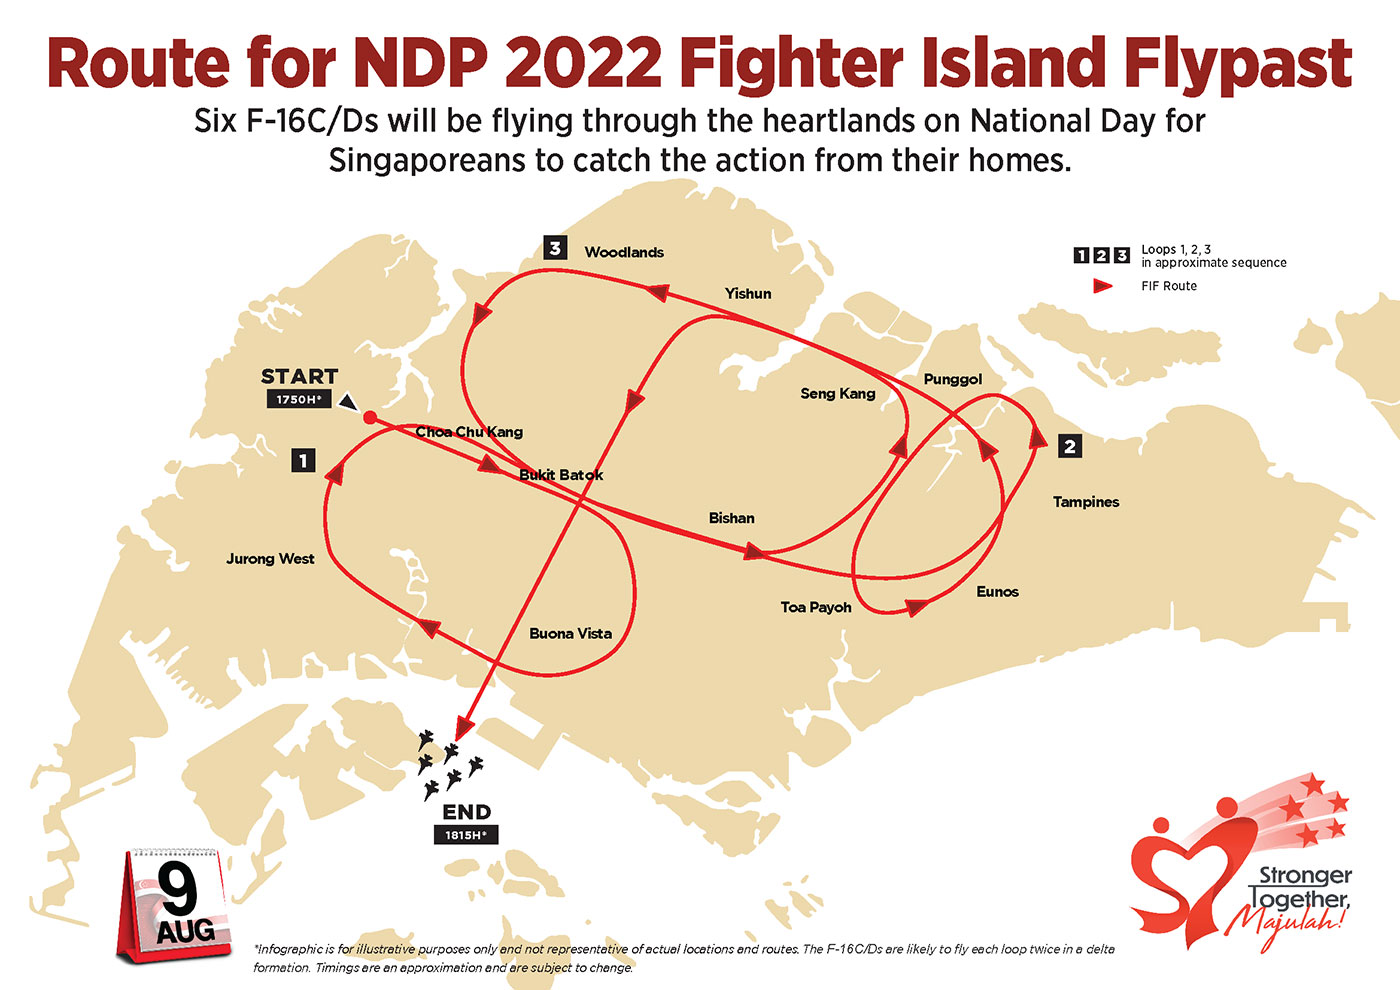 Route for NDP 2022 Fighter Island Flypast
Six F-16C/Ds will be flying through the heartlands on National Day for
Singaporeans to catch the action from their homes.
3
Woodlands
1 2 3
Loops 1, 2, 3
in approximate sequence
FIF Route
Yishun
START
1750H*
Seng Kang
Punggol
Choa Chu Kang
1
2
Bukit Batok
Tampines
Bishan
Jurong West
Eunos
Toa Payoh
Buona Vista
END
1815H*
9
AUG
Stronger
Together,
Majulah!
*Infographic is for illustrative purposes only and not representative of actual locations and routes. The F-16C/Ds are likely to fly each loop twice in a delta
formation. Timings are an approximation and are subject to change.